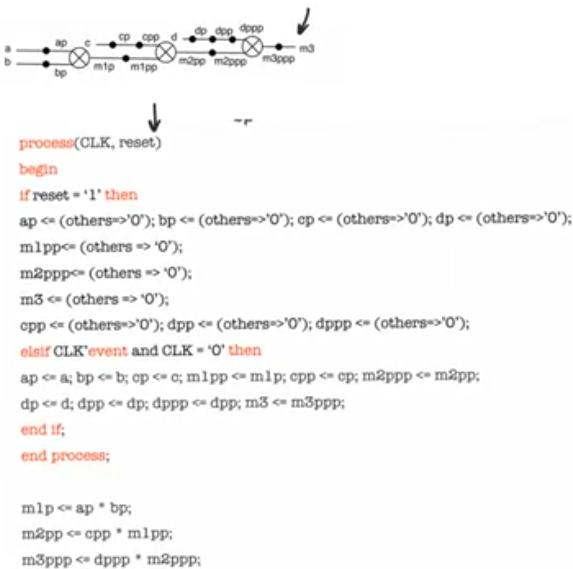 a ap c cp cpp d dp dpp dppp m3
b bp m1p m1pp m2pp m2ppp m3ppp
process(CLK, reset)
begin
if reset = ‘1’ then
ap <= (others=>’0’); bp <= (others=>’0’); cp <= (others=>’0’); dp <= (others=>’0’);
m1pp<= (others => ‘0’);
m2ppp<= (others => ‘0’);
m3 <= (others => ‘0’);
cpp <= (others=>’0’); dpp <= (others=>’0’); dppp <= (others=>’0’);
elsif CLK’event and CLK = ‘0’ then
ap <= a; bp <= b; cp <= c; m1pp <= m1p; cpp <= cp; m2ppp <= m2pp;
dp <= d; dpp <= dp; dppp <= dpp; m3 <= m3ppp;
end if;
end process;
m1p <= ap * bp;
m2pp <= cpp * m1pp;
m3ppp <= dppp * m2ppp;